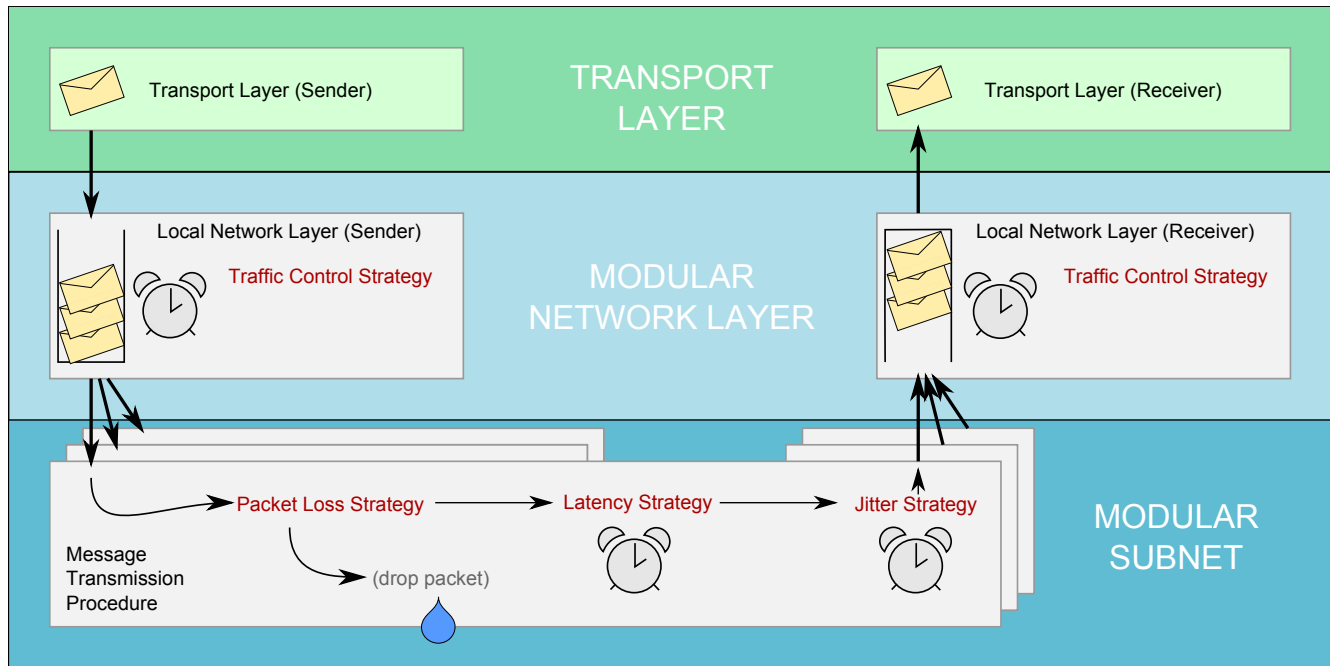 TRANSPORT
LAYER
Transport Layer (Sender)
Transport Layer (Receiver)
Local Network Layer (Sender)
Traffic Control Strategy
MODULAR
NETWORK LAYER
Local Network Layer (Receiver)
Traffic Control Strategy
Packet Loss Strategy
Latency Strategy
Jitter Strategy
(drop packet)
Message
Transmission
Procedure
MODULAR
SUBNET